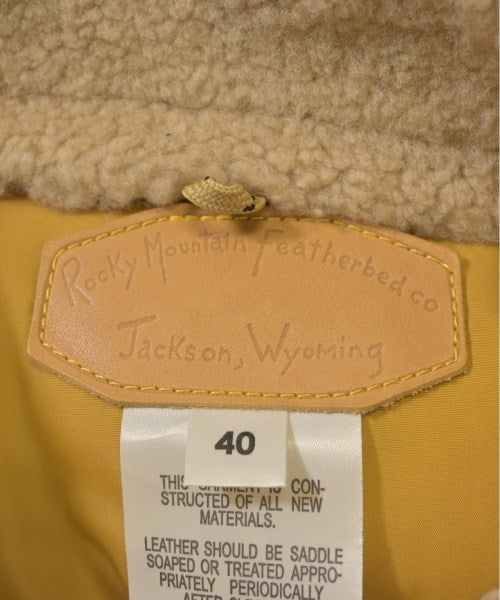 Rocky Mountain Featherbed co
Jackson, Wyoming
40
THIS GARMENT IS CON-
STRUCTED OF ALL NEW
MATERIALS.
LEATHER SHOULD BE SADDLE
SOAPED OR TREATED APPRO-
PRIATELY PERIODICALLY